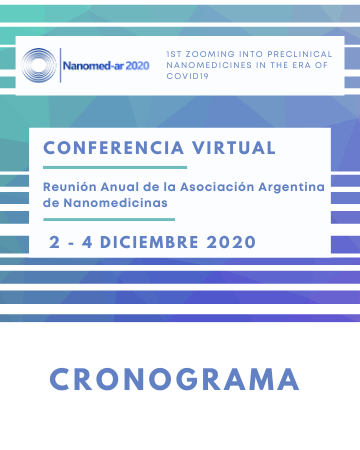 Nanomed-ar 2020
1ST ZOOMING INTO PRECLINICAL
NANOMEDICINES IN THE ERA OF
COVID19
CONFERENCIA VIRTUAL
Reunión Anual de la Asociación Argentina
de Nanomedicinas
2 - 4 DICIEMBRE 2020
CRONOGRAMA